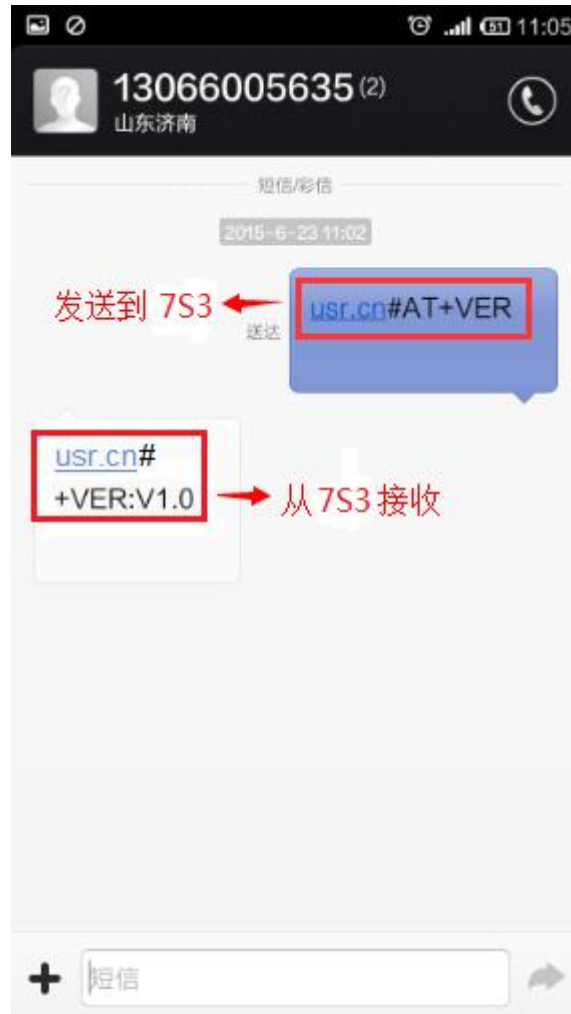 51 11:05
13066005635 (2)
山东济南
短信/彩信
2015-6-23 11:02
发送到 7S3
usr.cn#AT+VER
送达
usr.cn#
+VER:V1.0
从 7S3 接收
短信